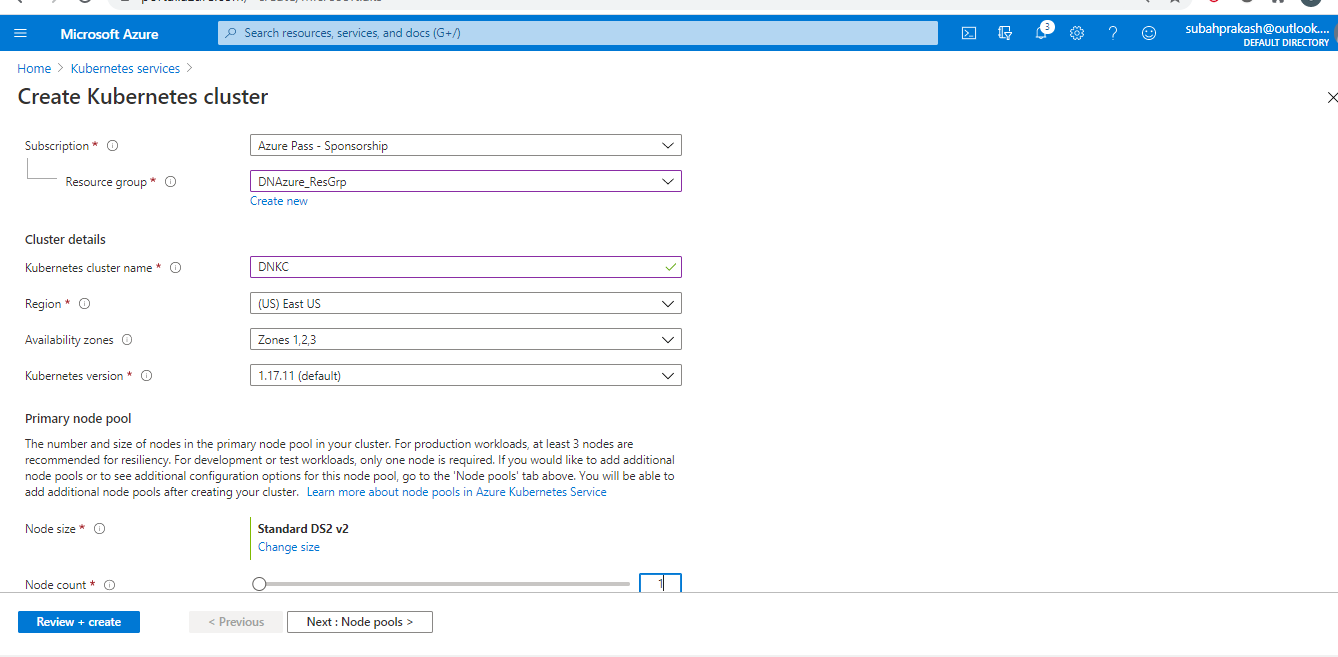 Microsoft Azure
Search resources, services, and docs (G+/)
3
subahprakash@outlook....
DEFAULT DIRECTORY
Home > Kubernetes services >
Create Kubernetes cluster
Subscription *
Azure Pass - Sponsorship
Resource group *
DNAzure_ResGrp
Create new
Cluster details
Kubernetes cluster name *
DNKC
Region *
(US) East US
Availability zones
Zones 1,2,3
Kubernetes version *
1.17.11 (default)
Primary node pool
The number and size of nodes in the primary node pool in your cluster. For production workloads, at least 3 nodes are
recommended for resiliency. For development or test workloads, only one node is required. If you would like to add additional
node pools or to see additional configuration options for this node pool, go to the 'Node pools' tab above. You will be able to
add additional node pools after creating your cluster. Learn more about node pools in Azure Kubernetes Service
Node size *
Standard DS2 v2
Change size
Node count *
1
Review + create
< Previous
Next : Node pools >